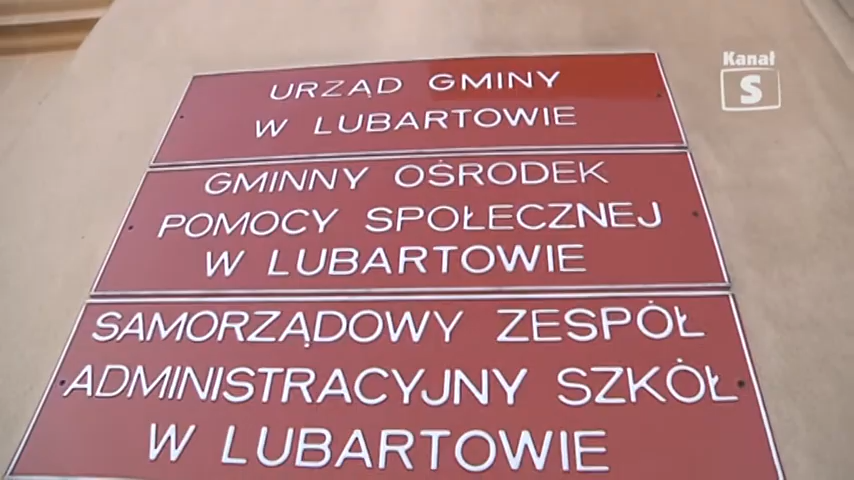 Kanał
S
URZĄD GMINY
W LUBARTOWIE
GMINNY OŚRODEK
POMOCY SPOŁECZNEJ
W LUBARTOWIE
SAMORZĄDOWY ZESPÓŁ
ADMINISTRACYJNY SZKÓŁ
W LUBARTOWIE